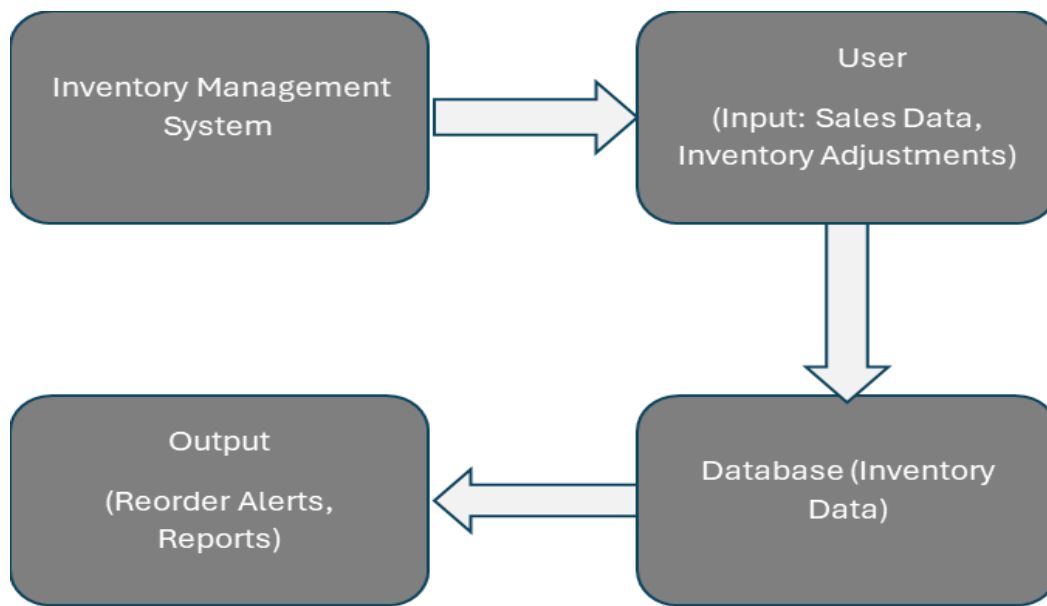 Inventory Management
System
User
(Input: Sales Data,
Inventory Adjustments)
Output
(Reorder Alerts,
Reports)
Database (Inventory
Data)